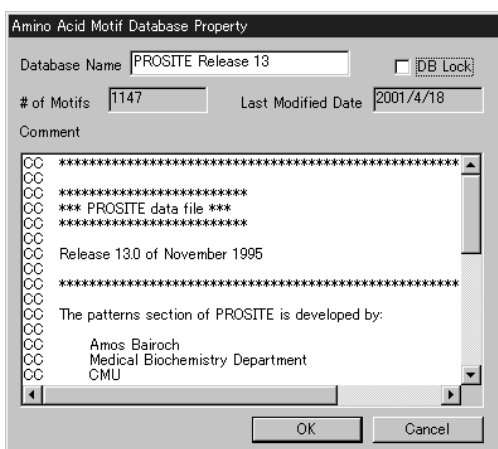 Amino Acid Motif Database Property
Database Name PROSITE Release 13 DB Lock
# of Motifs 1147 Last Modified Date 2001/4/18
Comment
CC ******************************************************
CC
CC **************************
CC *** PROSITE data file ***
CC **************************
CC
CC Release 13.0 of November 1995
CC
CC ******************************************************
CC
CC The patterns section of PROSITE is developed by:
CC
CC Amos Bairoch
CC Medical Biochemistry Department
CC CMU
OK Cancel